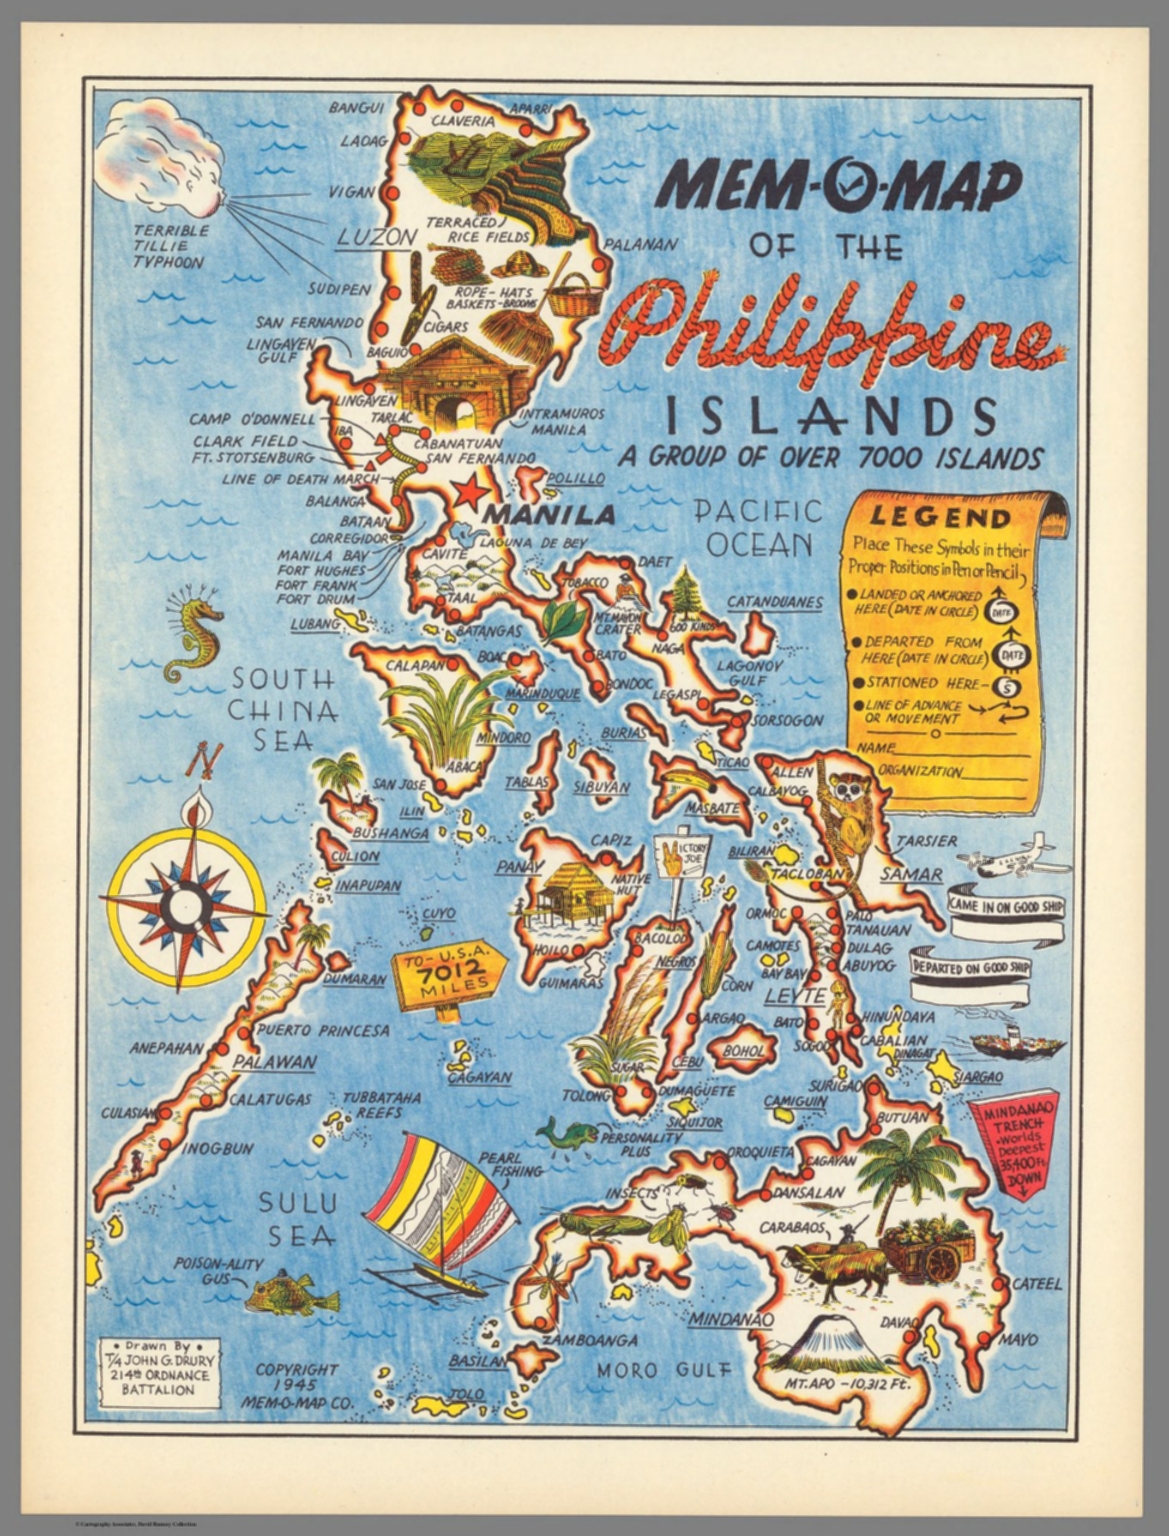 BANGUI
CLAVERIA
APARRI
LAOAG
VIGAN
TERRIBLE
TILLIE
TYPHOON
LUZON
TERRACED
RICE FIELDS
PALANAN
MEM-O-MAP
OF THE
Philippine
ISLANDS
A GROUP OF OVER 7000 ISLANDS
SUDIPEN
ROPE-HATS
BASKETS-BROOMS
CIGARS
SAN FERNANDO
LINGAYEN
GULF
BAGUIO
LINGAYEN
TARLAC
INTRAMUROS
MANILA
CAMP O'DONNELL
IBA
CLARK FIELD
FT. STOTSENBURG
CABANATUAN
SAN FERNANDO
LINE OF DEATH MARCH
POLILLO
BALANGA
MANILA
BATAAN
CORREGIDOR
MANILA BAY
FORT HUGHES
FORT FRANK
FORT DRUM
LAGUNA DE BEY
CAVITE
TAAL
PACIFIC
OCEAN
LEGEND
Place These Symbols in their
Proper Positions in Pen or Pencil,
LANDED OR ANCHORED
HERE (DATE IN CIRCLE)
DATE
DEPARTED FROM
HERE (DATE IN CIRCLE)
DATE
STATIONED HERE-
S
LINE OF ADVANCE
OR MOVEMENT
NAME
ORGANIZATION
DAET
TOBACCO
MT. MAYON
CRATER
600 KINDS
CATANDUANES
LUBANG
BATANGAS
NAGA
LAGONOY
GULF
CALAPAN
BOAC
BATO
BONDOC
MARINDUQUE
LEGASPI
SORSOGON
SOUTH
CHINA
SEA
MINDORO
BURIAS
TICAO
ABACA
N
SAN JOSE
ILIN
TABLAS
SIBUYAN
MASBATE
ALLEN
CALBAYOG
BUSHANGA
CULION
INAPUPAN
CAPIZ
PANAY
NATIVE
HUT
VICTORY
JOE
BILIRAN
TACLOBAN
TARSIER
SAMAR
CAME IN ON GOOD SHIP
CUYO
ORMOC
PALO
TANAUAN
DULAG
ABUYOG
HOILO
BACOLOD
NEGROS
CAMOTES
BAY BAY
DEPARTED ON GOOD SHIP
TO- U.S.A.
7012
MILES
DUMARAN
GUIMARAS
CORN
LEYTE
PUERTO PRINCESA
ANEPAHAN
PALAWAN
ARGAO
BATO
HINUNDAYA
SOGOD
CABALIAN
DINAGAT
SUGAR
CEBU
BOHOL
SIARGAO
CAGAYAN
CALATUGAS
CULASIAN
TUBBATAHA
REEFS
TOLONG
DUMAGUETE
SIQUIJOR
CAMIGUIN
SURIGAO
BUTUAN
MINDANAO
TRENCH
Worlds
Deepest
35,400 Ft.
DOWN
INOGBUN
PERSONALITY
PLUS
PEARL
FISHING
OROQUIETA
CAGAYAN
DANSALAN
INSECTS
CARABAOS
SULU
SEA
POISON-ALITY
GUS
CATEEL
MINDANAO
DAVAO
MAYO
ZAMBOANGA
BASILAN
MORO GULF
MT. APO -10,312 Ft.
JOLO
• Drawn By •
T/4 JOHN G. DRURY
214th ORDNANCE
BATTALION
COPYRIGHT
1945
MEM-O-MAP CO.
© Cartography Associates, David Rumsey Collection